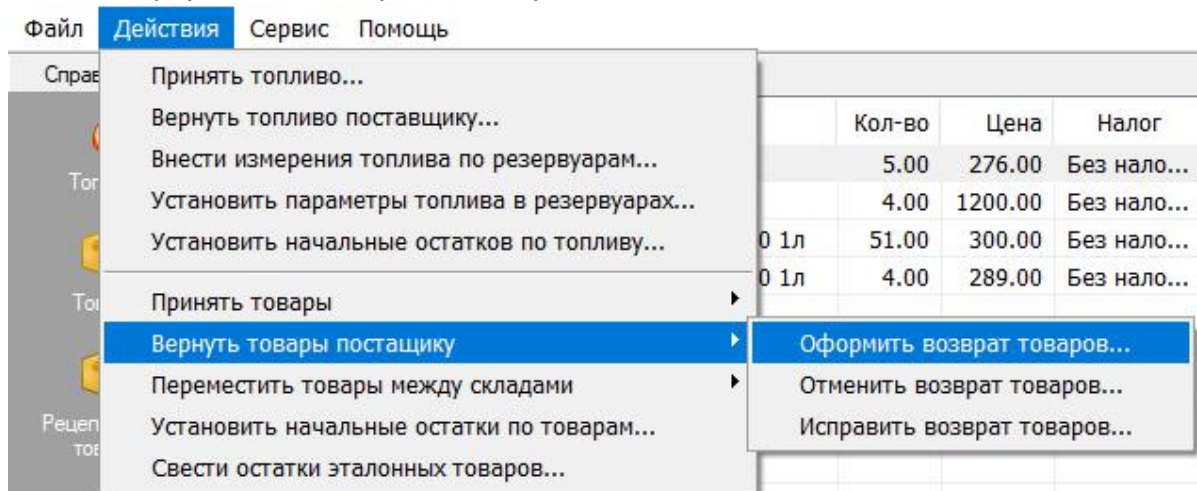 Файл Действия Сервис Помощь
Принять топливо...
Вернуть топливо поставщику...
Кол-во Цена Налог
Внести измерения топлива по резервуарам...
5.00 276.00 Без нало...
Установить параметры топлива в резервуарах...
4.00 1200.00 Без нало...
Установить начальные остатков по топливу...
0 1л 51.00 300.00 Без нало...
0 1л 4.00 289.00 Без нало...
Принять товары
Вернуть товары постащику
Оформить возврат товаров...
Переместить товары между складами
Отменить возврат товаров...
Установить начальные остатки по товарам...
Исправить возврат товаров...
Свести остатки эталонных товаров...